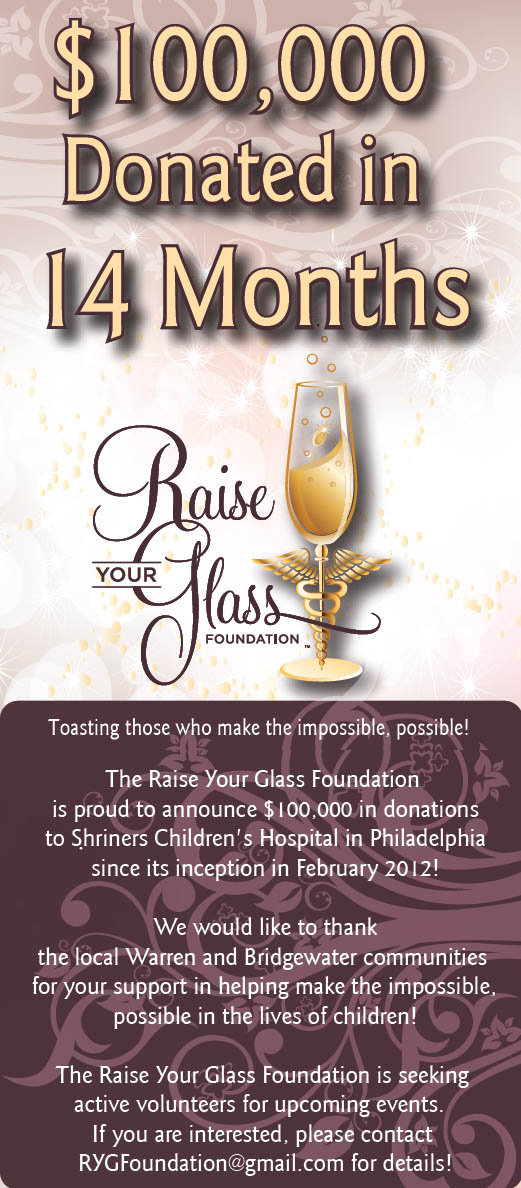 $100,000
Donated in
14 Months
Raise
YOUR
Glass
FOUNDATION ™
Toasting those who make the impossible, possible!
The Raise Your Glass Foundation
is proud to announce $100,000 in donations
to Shriners Children's Hospital in Philadelphia
since its inception in February 2012!
We would like to thank
the local Warren and Bridgewater communities
for your support in helping make the impossible,
possible in the lives of children!
The Raise Your Glass Foundation is seeking
active volunteers for upcoming events.
If you are interested, please contact
RYGFoundation@gmail.com for details!